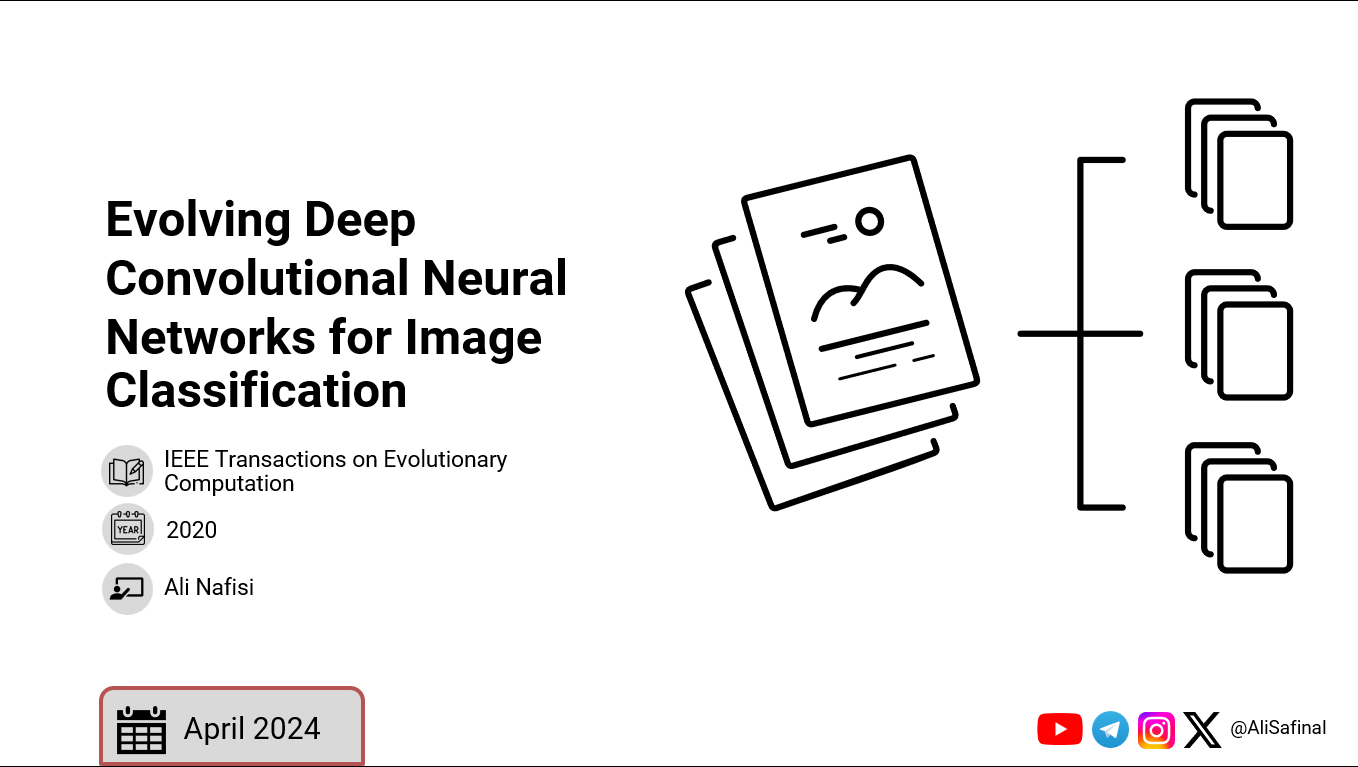 Evolving Deep
Convolutional Neural
Networks for Image
Classification
IEEE Transactions on Evolutionary
Computation
YEAR
2020
Ali Nafisi
April 2024
@AliSafinal